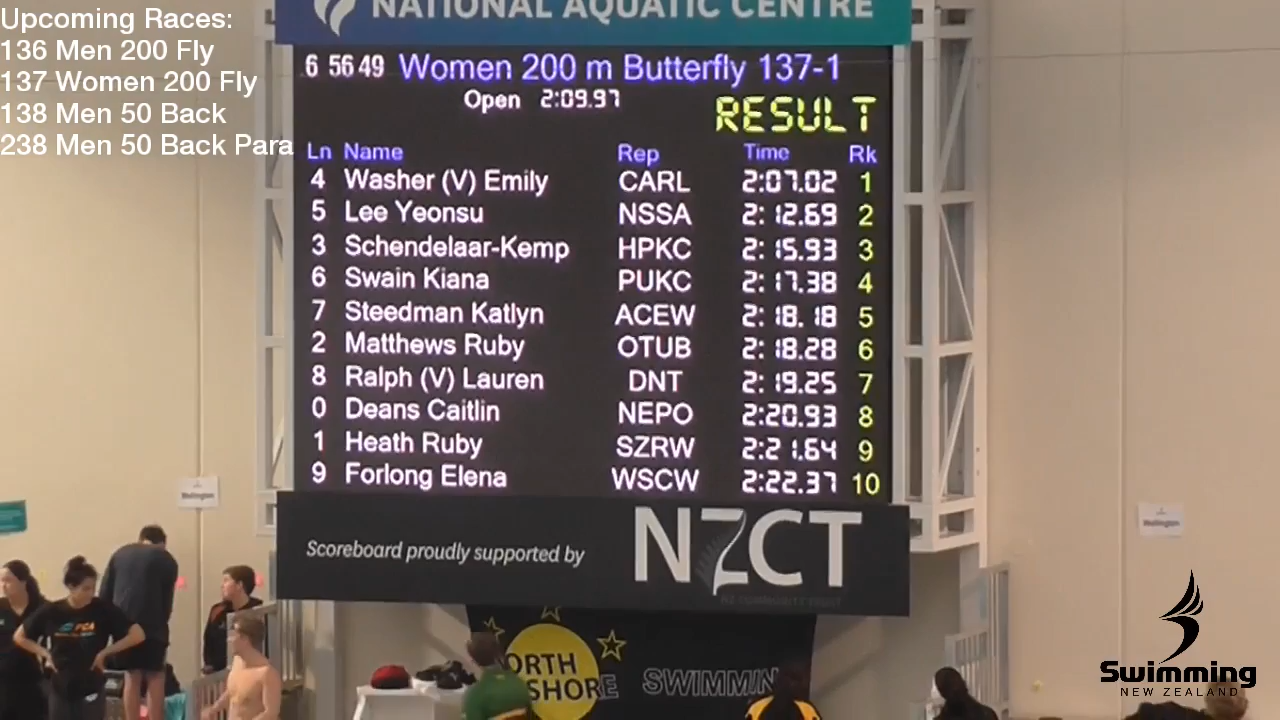 Upcoming Races:
136 Men 200 Fly
137 Women 200 Fly
138 Men 50 Back
238 Men 50 Back Para
NATIONAL AQUATIC CENTRE
6 56 49 Women 200 m Butterfly 137-1
Open 2:09.97
RESULT
Ln Name Rep Time Rk
4 Washer (V) Emily CARL 2:07.02 1
5 Lee Yeonsu NSSA 2:12.69 2
3 Schendelaar-Kemp HPKC 2:15.93 3
6 Swain Kiana PUKC 2:17.38 4
7 Steedman Katlyn ACEW 2:18.18 5
2 Matthews Ruby OTUB 2:18.28 6
8 Ralph (V) Lauren DNT 2:19.25 7
0 Deans Caitlin NEPO 2:20.93 8
1 Heath Ruby SZRW 2:21.64 9
9 Forlong Elena WSCW 2:22.37 10
Scoreboard proudly supported by
NZCT
Wellington
Wellington
ORTH
SHORE
SWIMMIN
Swimming
NEW ZEALAND